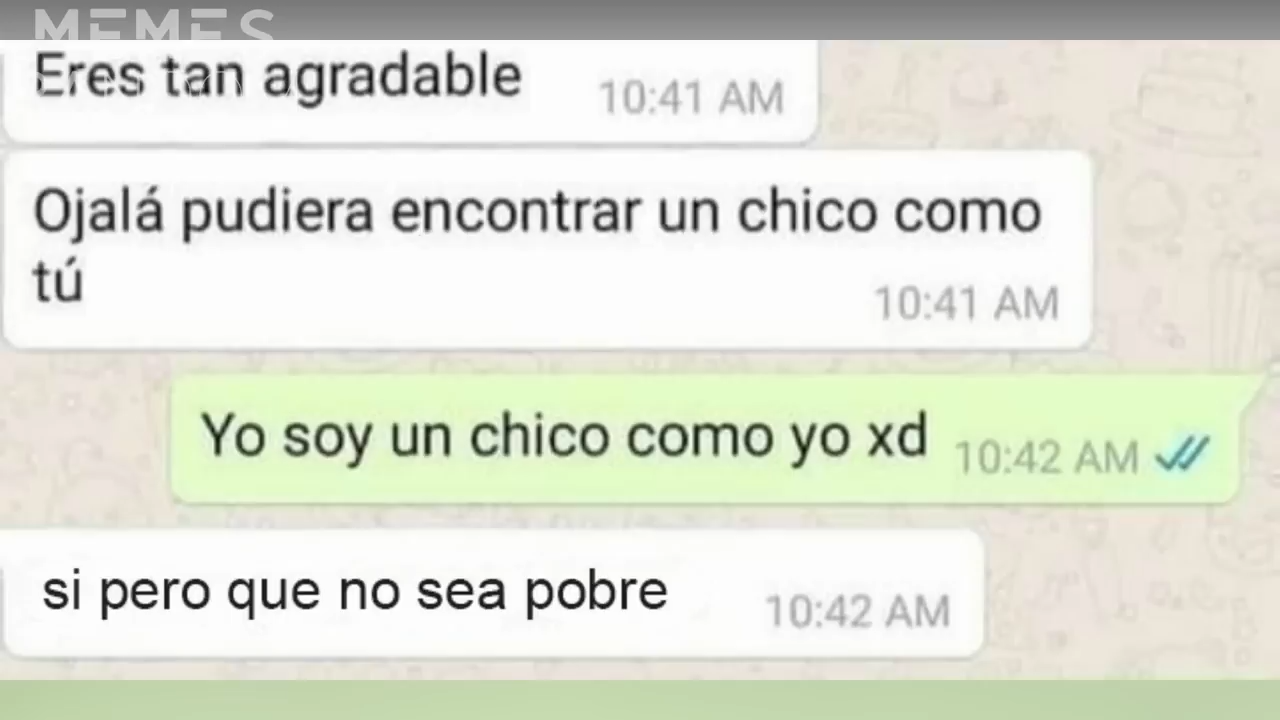 MEMES
Eres tan agradable 10:41 AM
Ojalá pudiera encontrar un chico como
tú 10:41 AM
Yo soy un chico como yo xd 10:42 AM
si pero que no sea pobre 10:42 AM